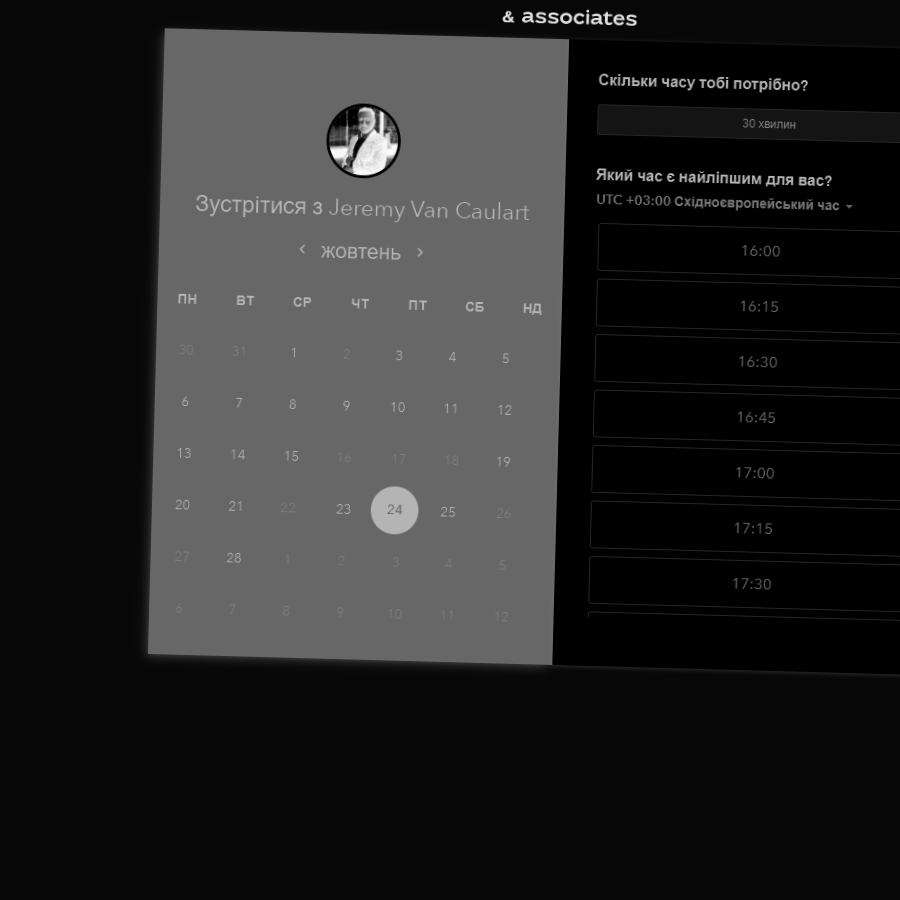 & associates
Зустрітися з Jeremy Van Caulart
жовтень
ПН ВТ СР ЧТ ПТ СБ НД
30 31 1 2 3 4 5
6 7 8 9 10 11 12
13 14 15 16 17 18 19
20 21 22 23 24 25 26
27 28 1 2 3 4 5
6 7 8 9 10 11 12
Скільки часу тобі потрібно?
30 хвилин
Який час є найліпшим для вас?
UTC +03:00 Східноєвропейський час
16:00
16:15
16:30
16:45
17:00
17:15
17:30